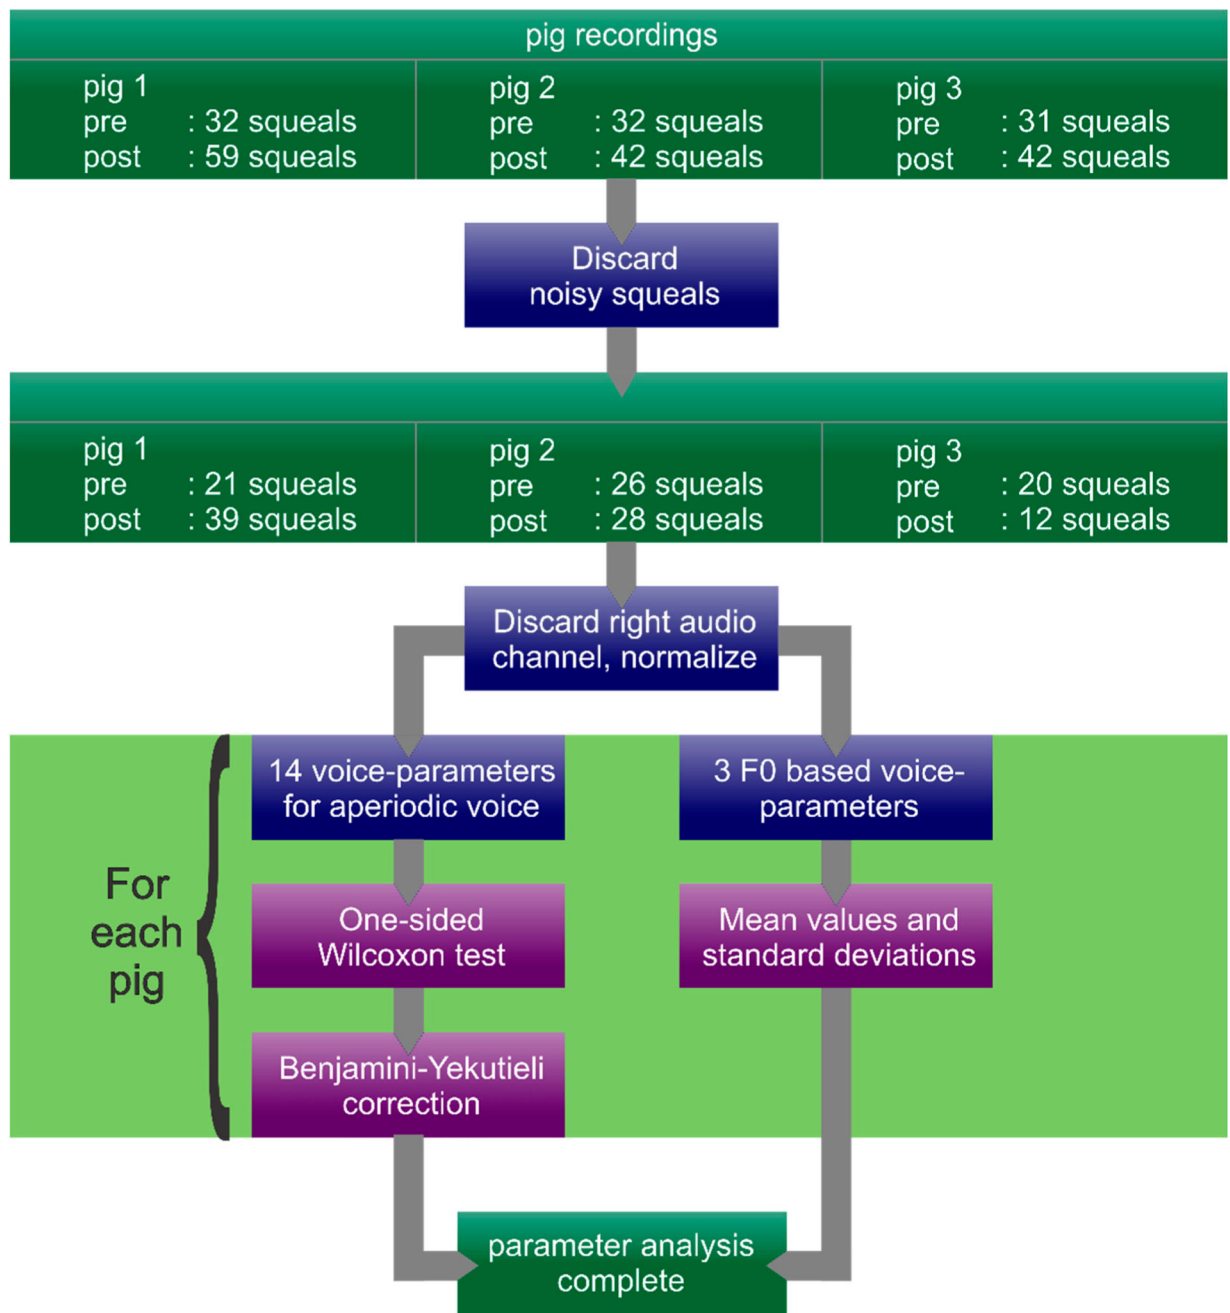 pig recordings
pig 1
pre : 32 squeals
post : 59 squeals
pig 2
pre : 32 squeals
post : 42 squeals
pig 3
pre : 31 squeals
post : 42 squeals
Discard
noisy squeals
pig 1
pre : 21 squeals
post : 39 squeals
pig 2
pre : 26 squeals
post : 28 squeals
pig 3
pre : 20 squeals
post : 12 squeals
Discard right audio
channel, normalize
For
each
pig
14 voice-parameters
for aperiodic voice
One-sided
Wilcoxon test
Benjamini-Yekutieli
correction
3 F0 based voice-
parameters
Mean values and
standard deviations
parameter analysis
complete